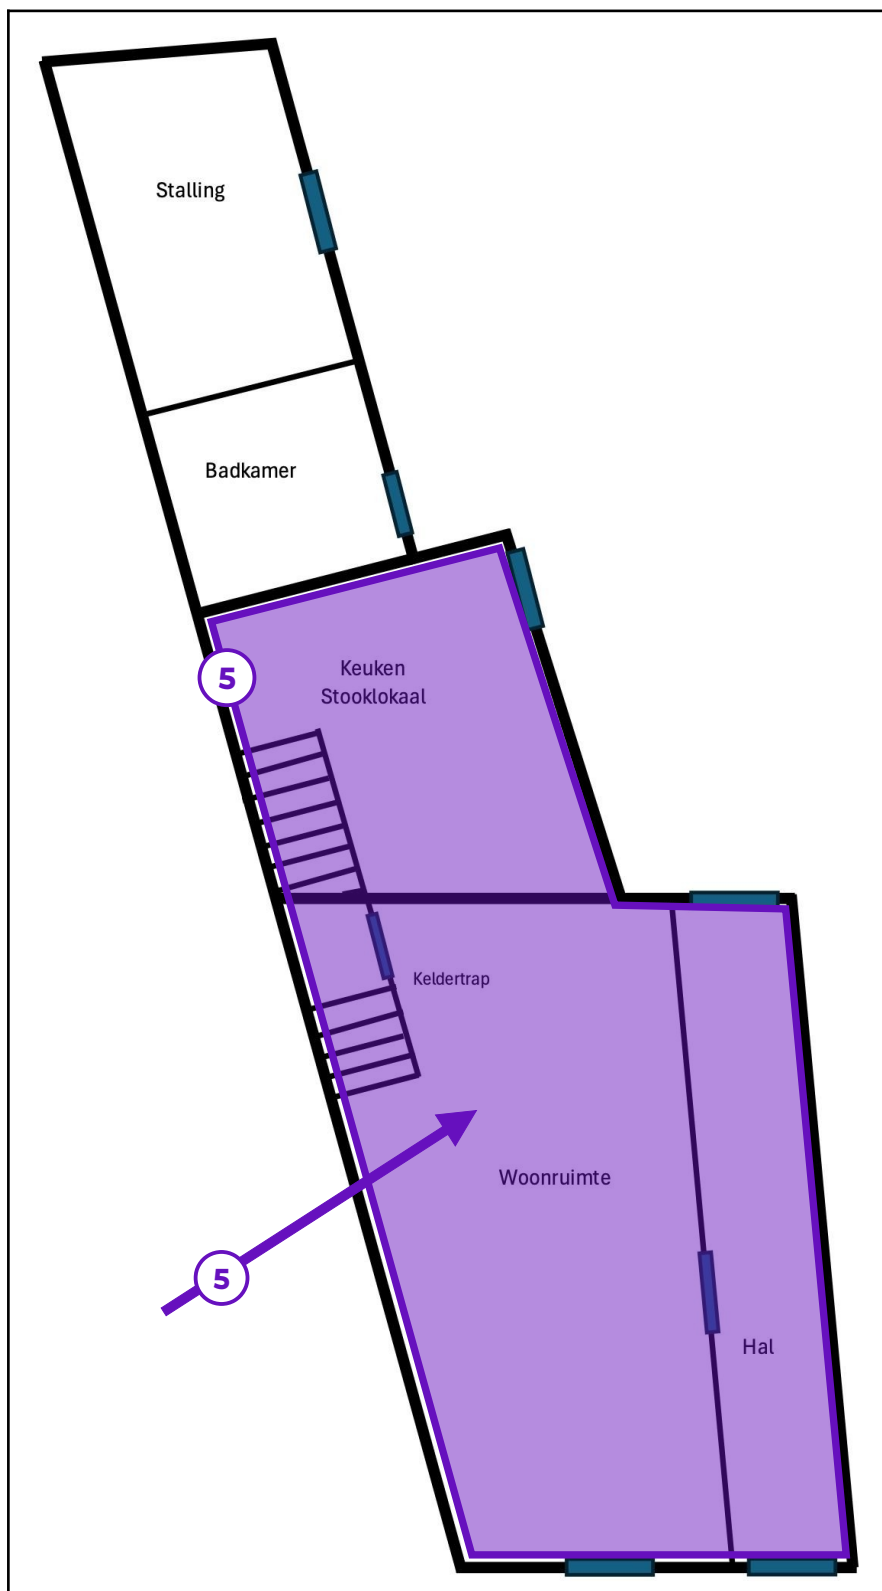 Stalling
Badkamer
Keuken
Stooklokaal
5
Keldertrap
Woonruimte
5
Hal